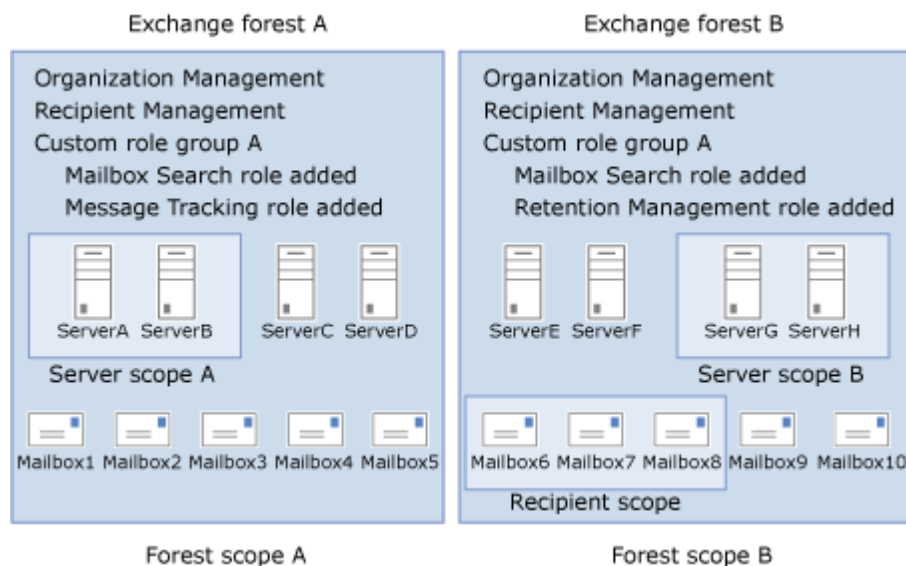 Exchange forest A
Organization Management
Recipient Management
Custom role group A
Mailbox Search role added
Message Tracking role added
ServerA ServerB ServerC ServerD
Server scope A
Mailbox1 Mailbox2 Mailbox3 Mailbox4 Mailbox5
Forest scope A
Exchange forest B
Organization Management
Recipient Management
Custom role group A
Mailbox Search role added
Retention Management role added
ServerE ServerF ServerG ServerH
Server scope B
Mailbox6 Mailbox7 Mailbox8 Mailbox9 Mailbox10
Recipient scope
Forest scope B